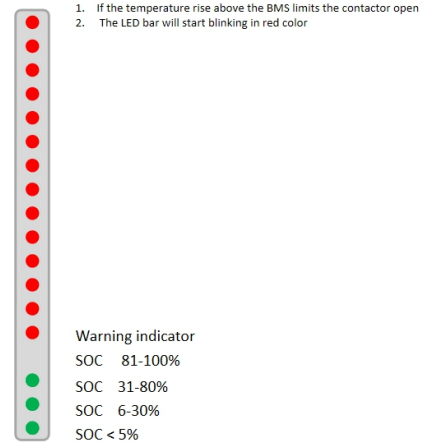 1. If the temperature rise above the BMS limits the contactor open
2. The LED bar will start blinking in red color
Warning indicator
SOC 81-100%
SOC 31-80%
SOC 6-30%
SOC < 5%